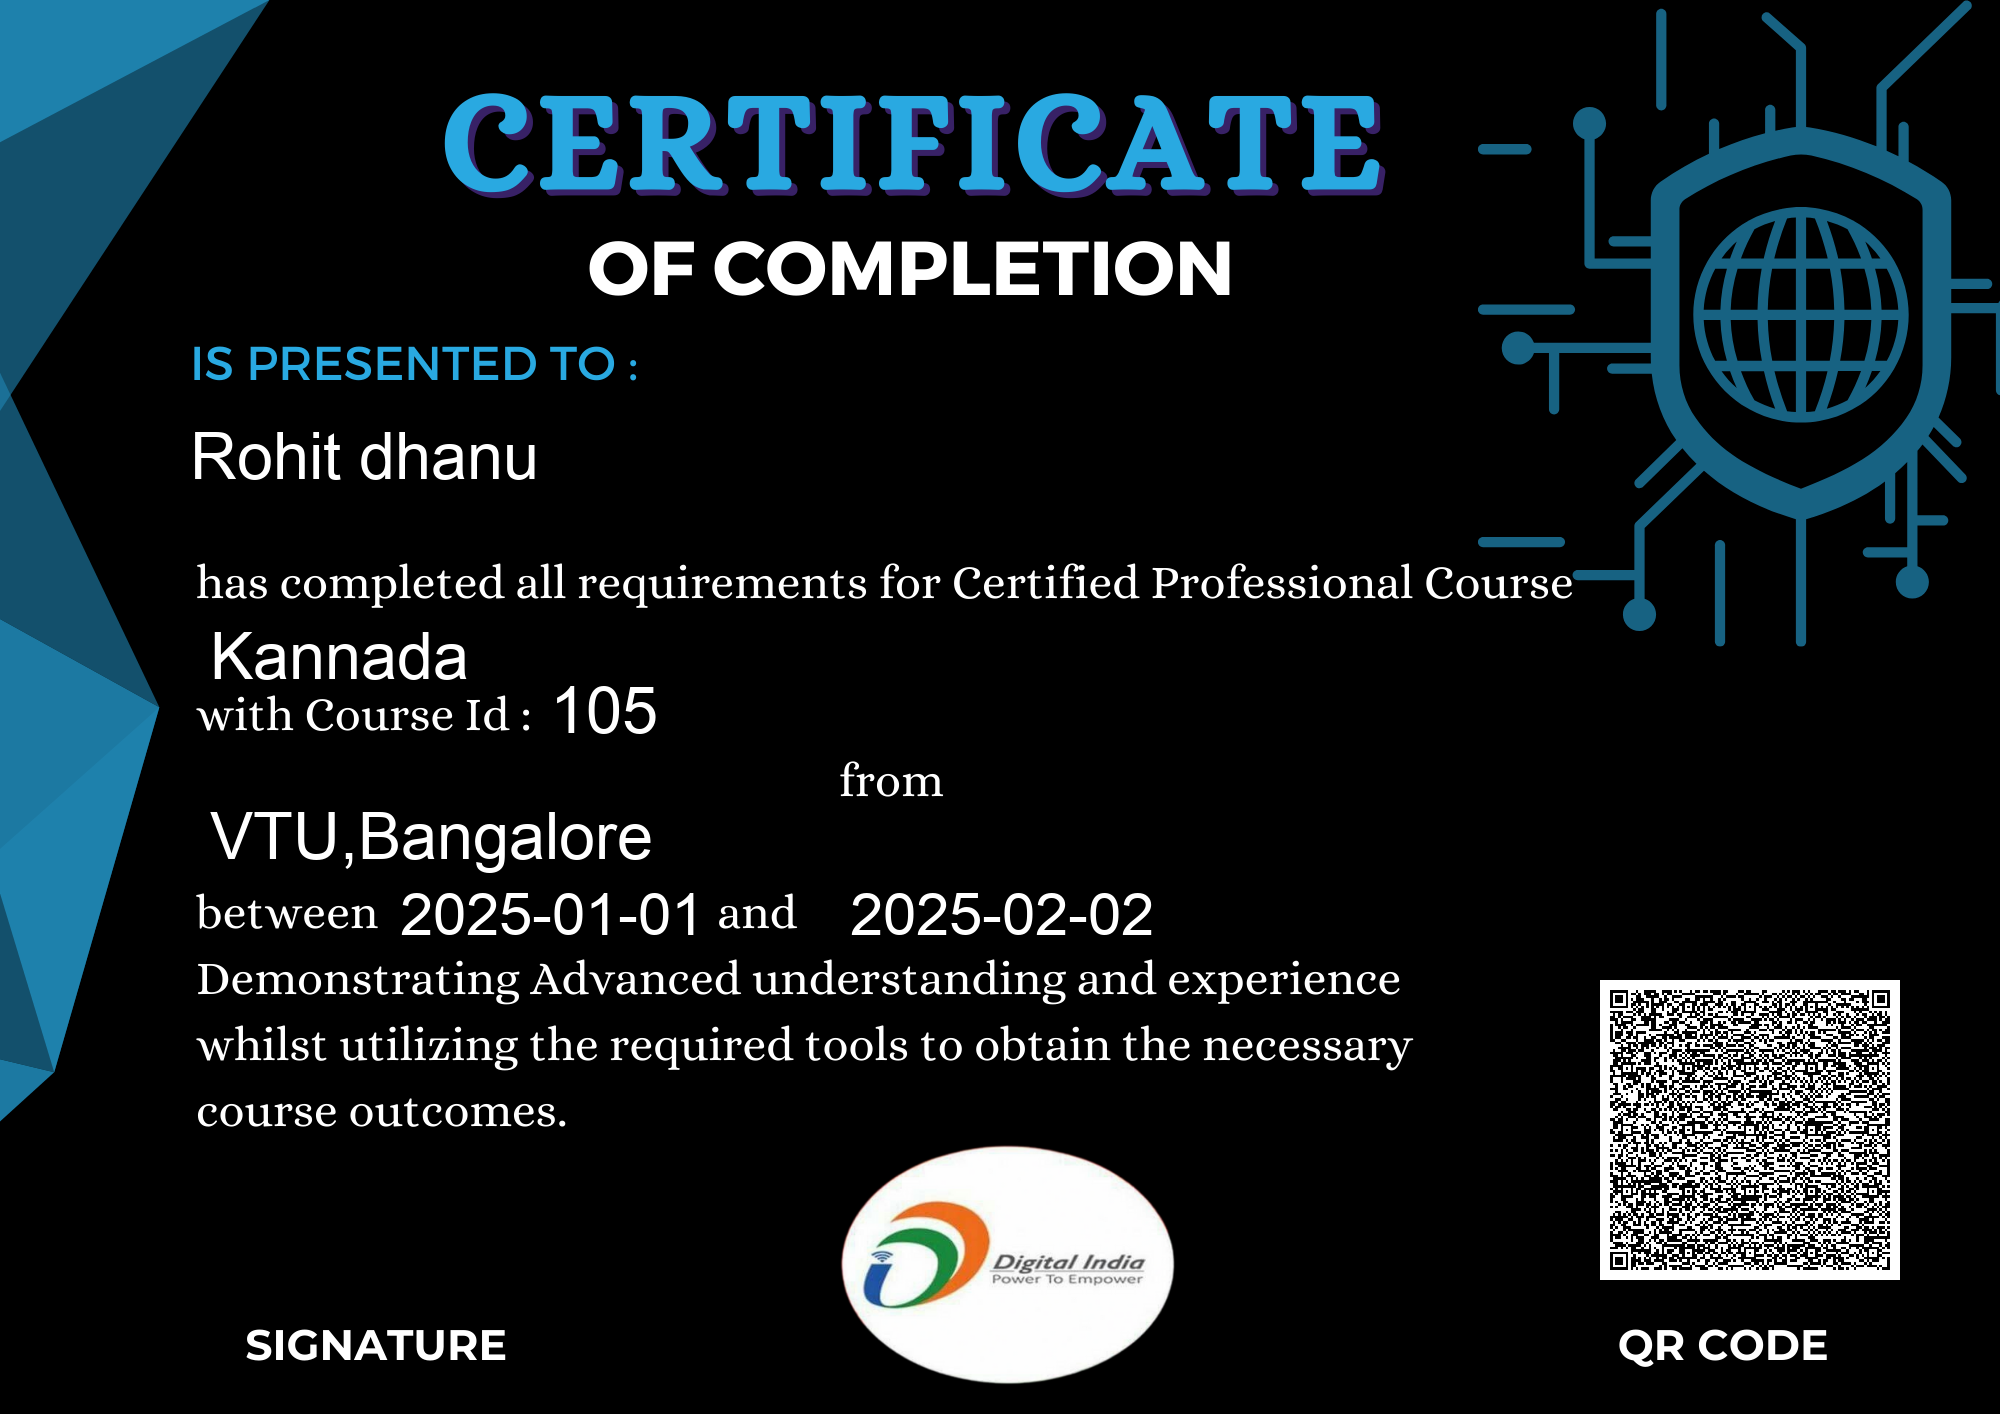 CERTIFICATE
OF COMPLETION
IS PRESENTED TO :
Rohit dhanu
has completed all requirements for Certified Professional Course
Kannada
with Course Id : 105
from
VTU,Bangalore
between 2025-01-01 and 2025-02-02
Demonstrating Advanced understanding and experience
whilst utilizing the required tools to obtain the necessary
course outcomes.
Digital India
Power To Empower
SIGNATURE
QR CODE